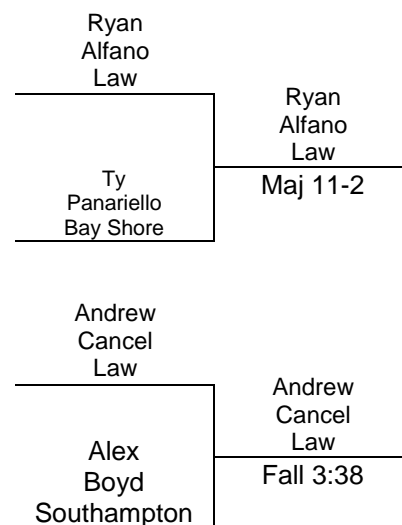 Ryan
Alfano
Law
Ryan
Alfano
Law
Maj 11-2
Ty
Panariello
Bay Shore
Andrew
Cancel
Law
Andrew
Cancel
Law
Fall 3:38
Alex
Boyd
Southampton